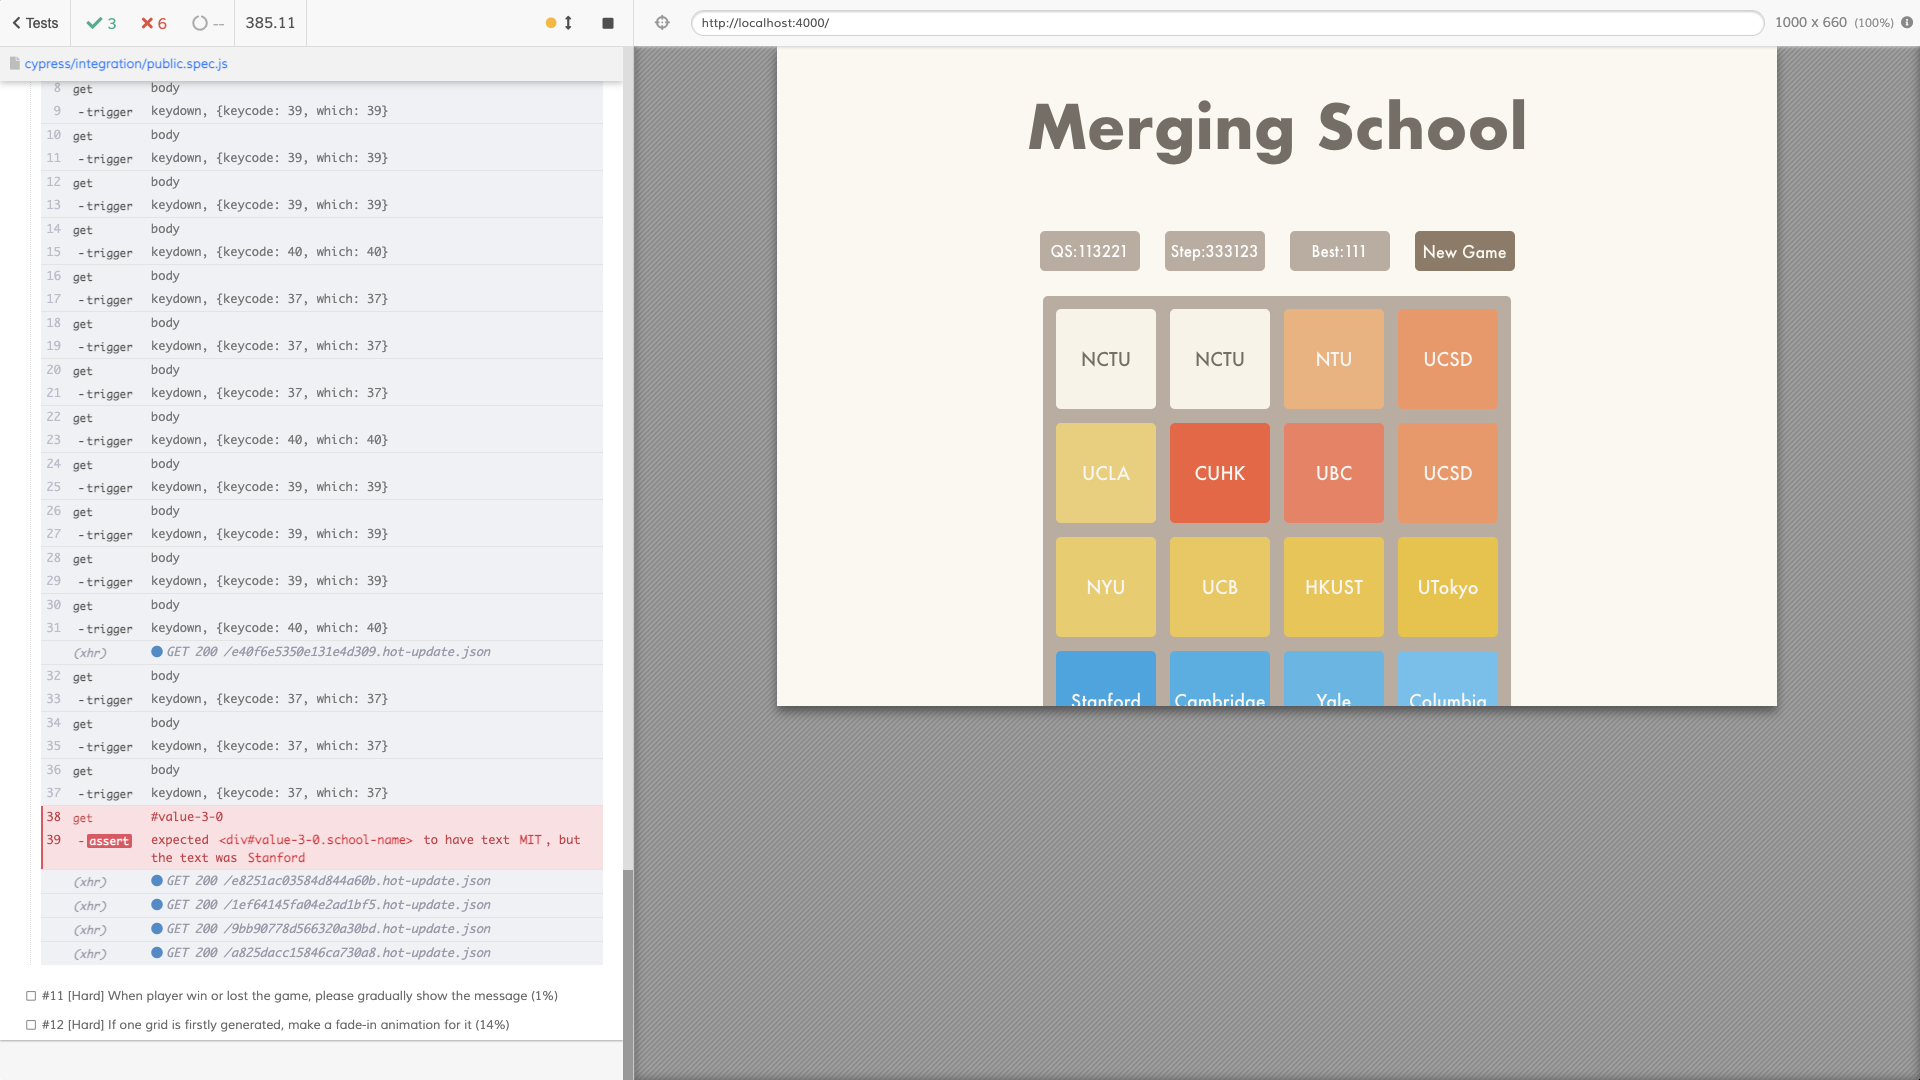 Tests
3
6
--
385.11
http://localhost:4000/
1000 x 660 (100%)
cypress/integration/public.spec.js
8 get body
9 - trigger keydown, {keycode: 39, which: 39}
10 get body
11 - trigger keydown, {keycode: 39, which: 39}
12 get body
13 - trigger keydown, {keycode: 39, which: 39}
14 get body
15 - trigger keydown, {keycode: 40, which: 40}
16 get body
17 - trigger keydown, {keycode: 37, which: 37}
18 get body
19 - trigger keydown, {keycode: 37, which: 37}
20 get body
21 - trigger keydown, {keycode: 37, which: 37}
22 get body
23 - trigger keydown, {keycode: 40, which: 40}
24 get body
25 - trigger keydown, {keycode: 39, which: 39}
26 get body
27 - trigger keydown, {keycode: 39, which: 39}
28 get body
29 - trigger keydown, {keycode: 39, which: 39}
30 get body
31 - trigger keydown, {keycode: 40, which: 40}
(xhr) GET 200 /e40f6e5350e131e4d309.hot-update.json
32 get body
33 - trigger keydown, {keycode: 37, which: 37}
34 get body
35 - trigger keydown, {keycode: 37, which: 37}
36 get body
37 - trigger keydown, {keycode: 37, which: 37}
38 get #value-3-0
39 - assert expected <div#value-3-0.school-name> to have text MIT, but
the text was Stanford
(xhr) GET 200 /e8251ac03584d844a60b.hot-update.json
(xhr) GET 200 /1ef64145fa04e2ad1bf5.hot-update.json
(xhr) GET 200 /9bb90778d566320a30bd.hot-update.json
(xhr) GET 200 /a825dacc15846ca730a8.hot-update.json
#11 [Hard] When player win or lost the game, please gradually show the message (1%)
#12 [Hard] If one grid is firstly generated, make a fade-in animation for it (14%)
Merging School
QS:113221 Step:333123 Best:111 New Game
NCTU NCTU NTU UCSD
UCLA CUHK UBC UCSD
NYU UCB HKUST UTokyo
Stanford Cambridge Yale Columbia